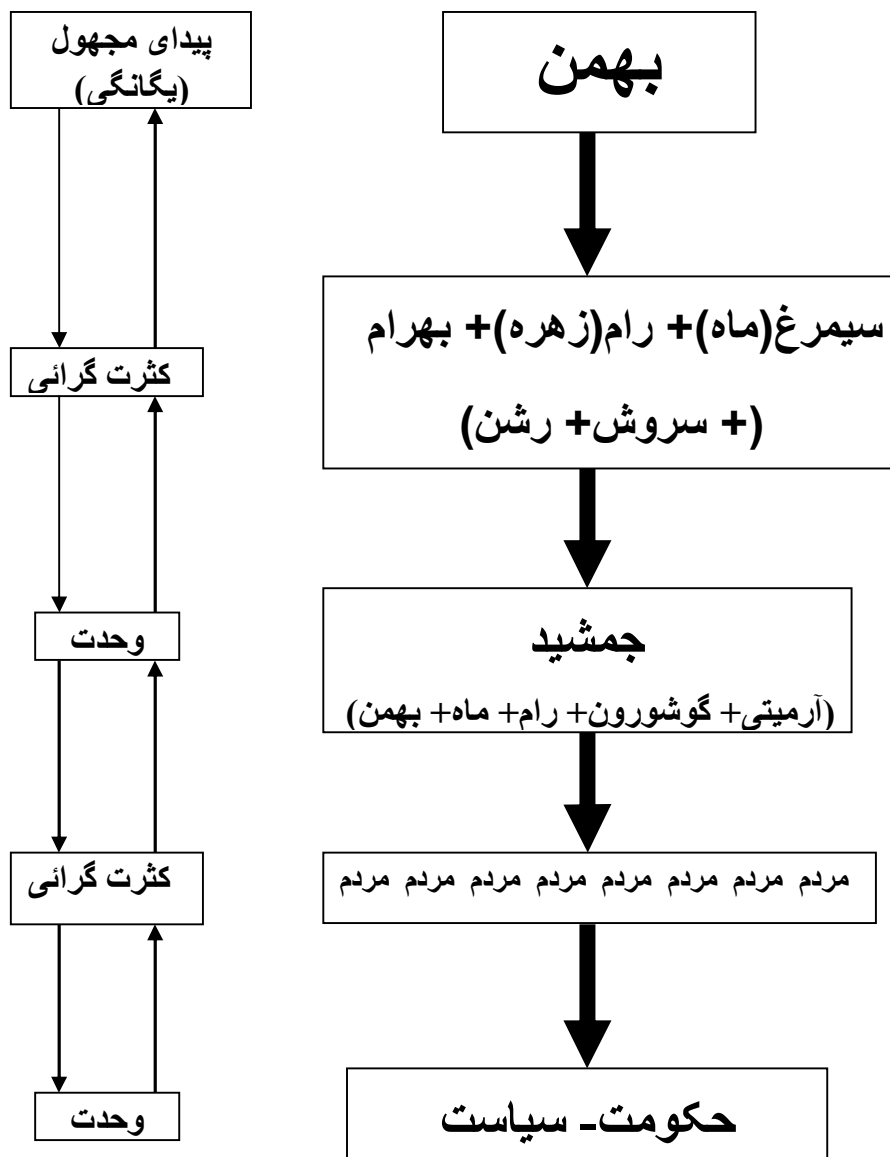 بهمن
سیمرغ(ماه)+ رام(زهره)+ بهرام
(+ سروش+ رشن)
جمشید
(آرمیتی+ گوشورون+ رام+ ماه+ بهمن)
مردم مردم مردم مردم مردم مردم مردم مردم
حکومت- سیاست
پیدای مجهول
(یگانگی)
کثرت گرائی
وحدت
کثرت گرائی
وحدت